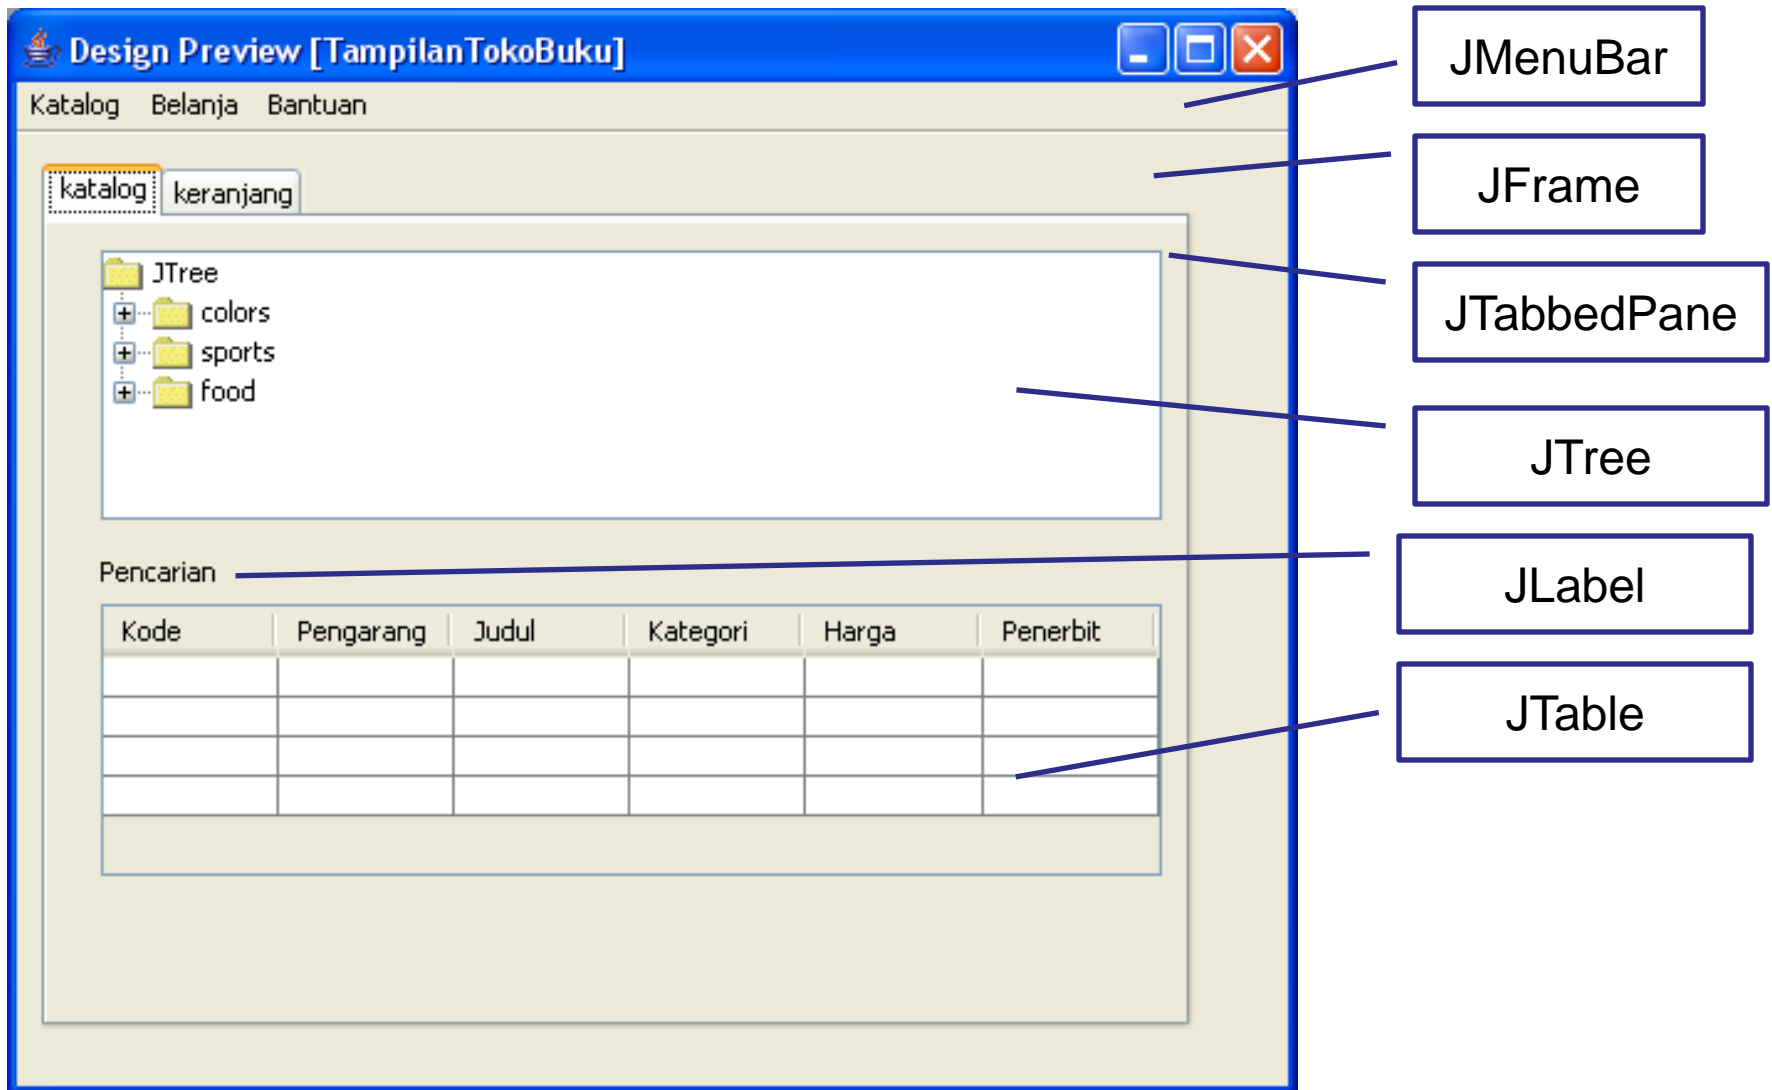 Design Preview [TampilanTokoBuku]
Katalog Belanja Bantuan
katalog keranjang
JTree
colors
sports
food
Pencarian
Kode Pengarang Judul Kategori Harga Penerbit
JMenuBar
JFrame
JTabbedPane
JTree
JLabel
JTable